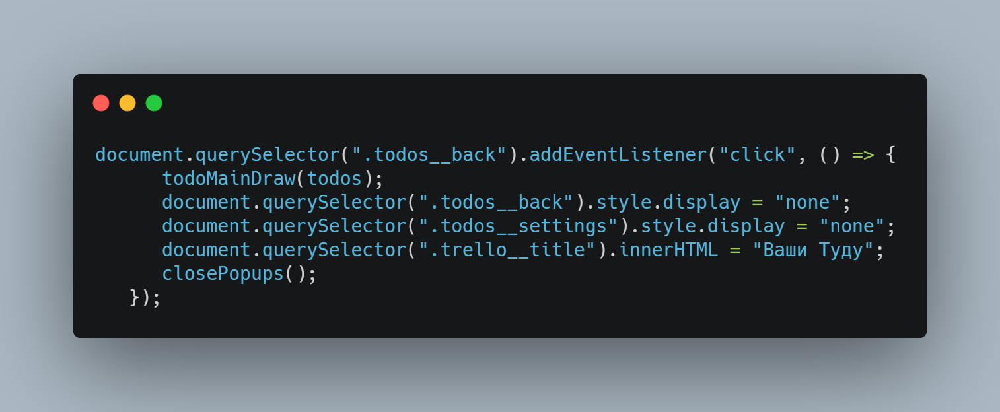 document.querySelector(".todos__back").addEventListener("click", () => {
      todoMainDraw(todos);
      document.querySelector(".todos__back").style.display = "none";
      document.querySelector(".todos__settings").style.display = "none";
      document.querySelector(".trello__title").innerHTML = "Ваши Туду";
      closePopups();
   });